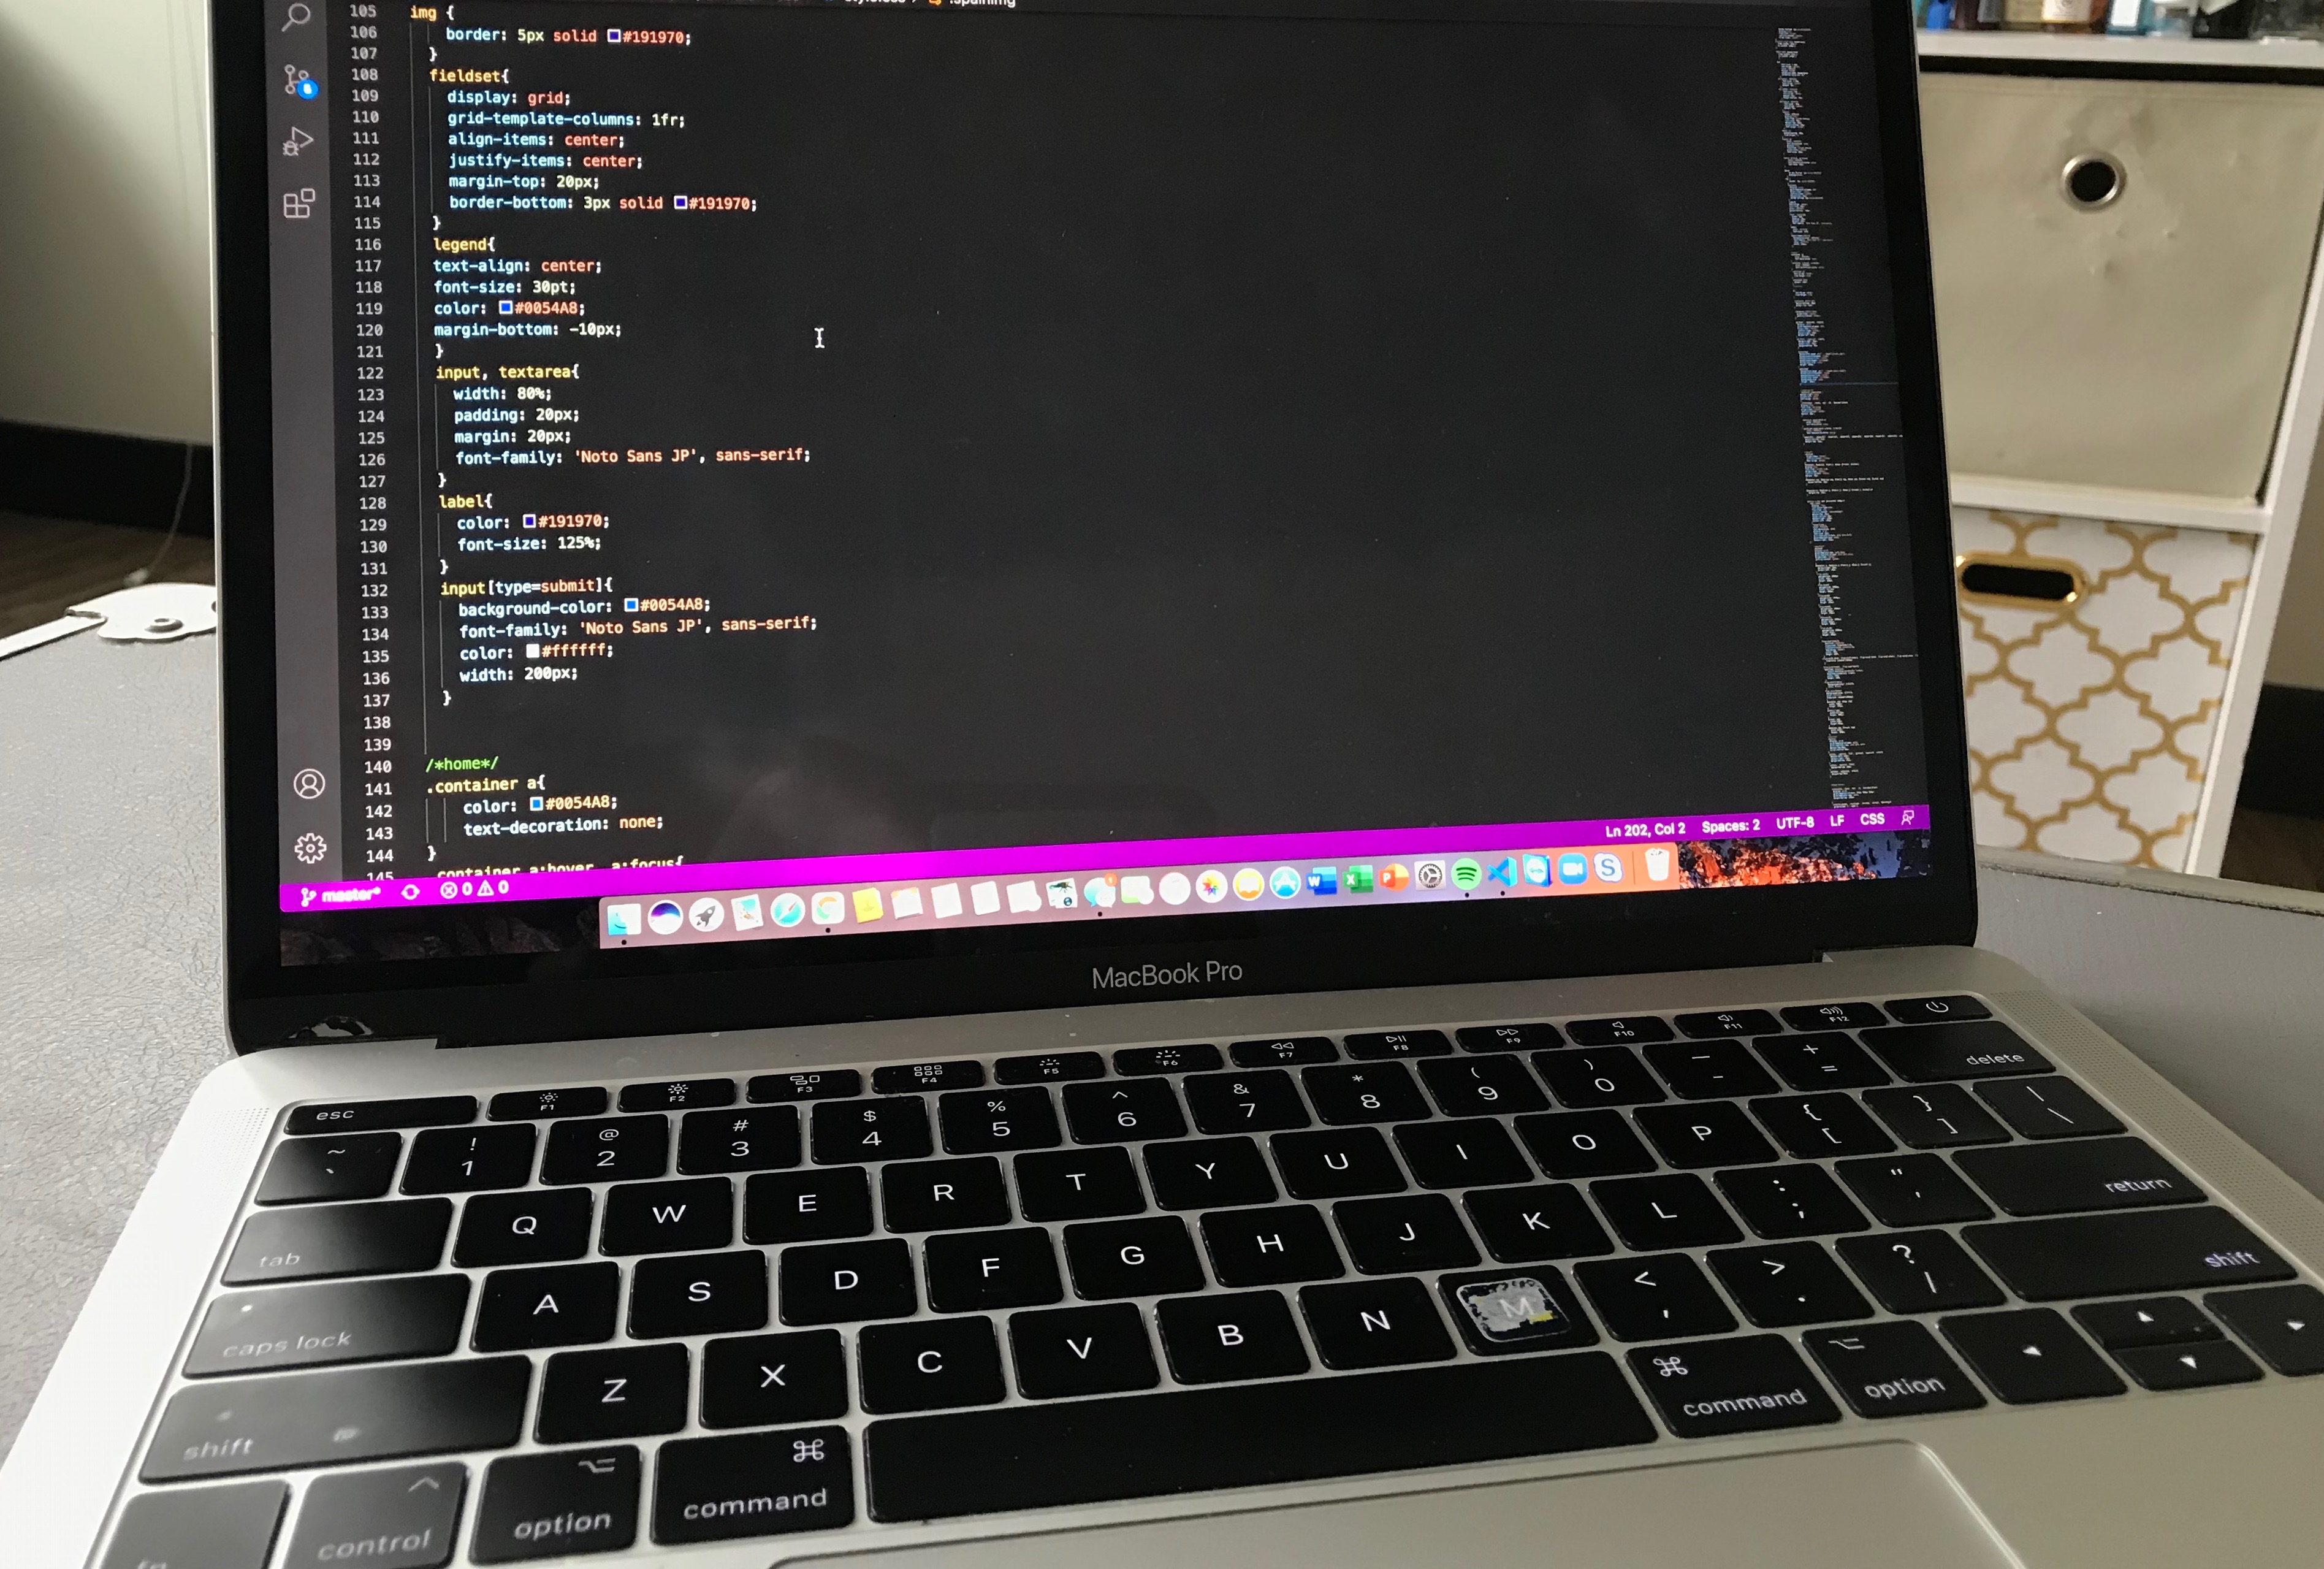 105 img {
106 border: 5px solid #191970;
107 }
108 fieldset{
109 display: grid;
110 grid-template-columns: 1fr;
111 align-items: center;
112 justify-items: center;
113 margin-top: 20px;
114 border-bottom: 3px solid #191970;
115 }
116 legend{
117 text-align: center;
118 font-size: 30pt;
119 color: #0054A8;
120 margin-bottom: -10px;
121 }
122 input, textarea{
123 width: 80%;
124 padding: 20px;
125 margin: 20px;
126 font-family: 'Noto Sans JP', sans-serif;
127 }
128 label{
129 color: #191970;
130 font-size: 125%;
131 }
132 input[type=submit]{
133 background-color: #0054A8;
134 font-family: 'Noto Sans JP', sans-serif;
135 color: #ffffff;
136 width: 200px;
137 }
138
139
140 /*home*/
141 .container a{
142 color: #0054A8;
143 text-decoration: none;
144 }
145 .container a:hover, a:focus{
master* 0 0 Ln 202, Col 2 Spaces: 2 UTF-8 LF CSS
W X P S
MacBook Pro
esc F1 F2 F3 F4 F5 F6 F7 F8 F9 F10 F11 F12
~ ` ! 1 @ 2 # 3 $ 4 % 5 ^ 6 & 7 * 8 ( 9 ) 0 — - + = delete
tab Q W E R T Y U I O P { [ } ] | \
caps lock A S D F G H J K L : ; " ' return
shift Z X C V B N M < , > . ? / shift
fn control option ⌘ command ⌘ command option